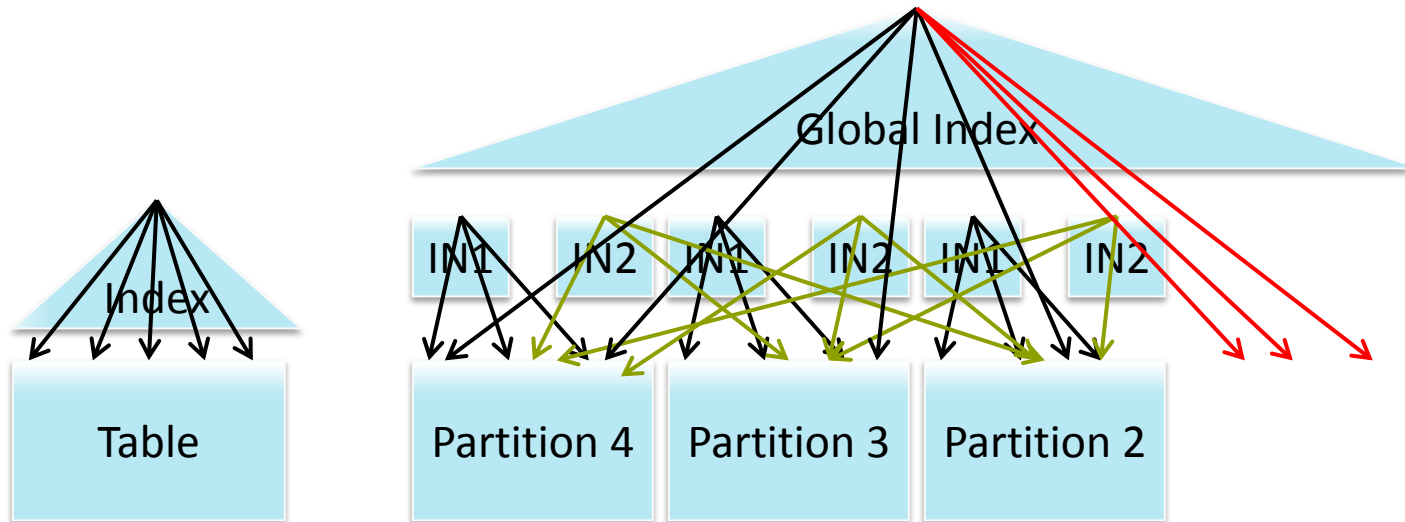 Global Index
IN1
IN2
IN1
IN2
IN1
IN2
Index
Table
Partition 4
Partition 3
Partition 2